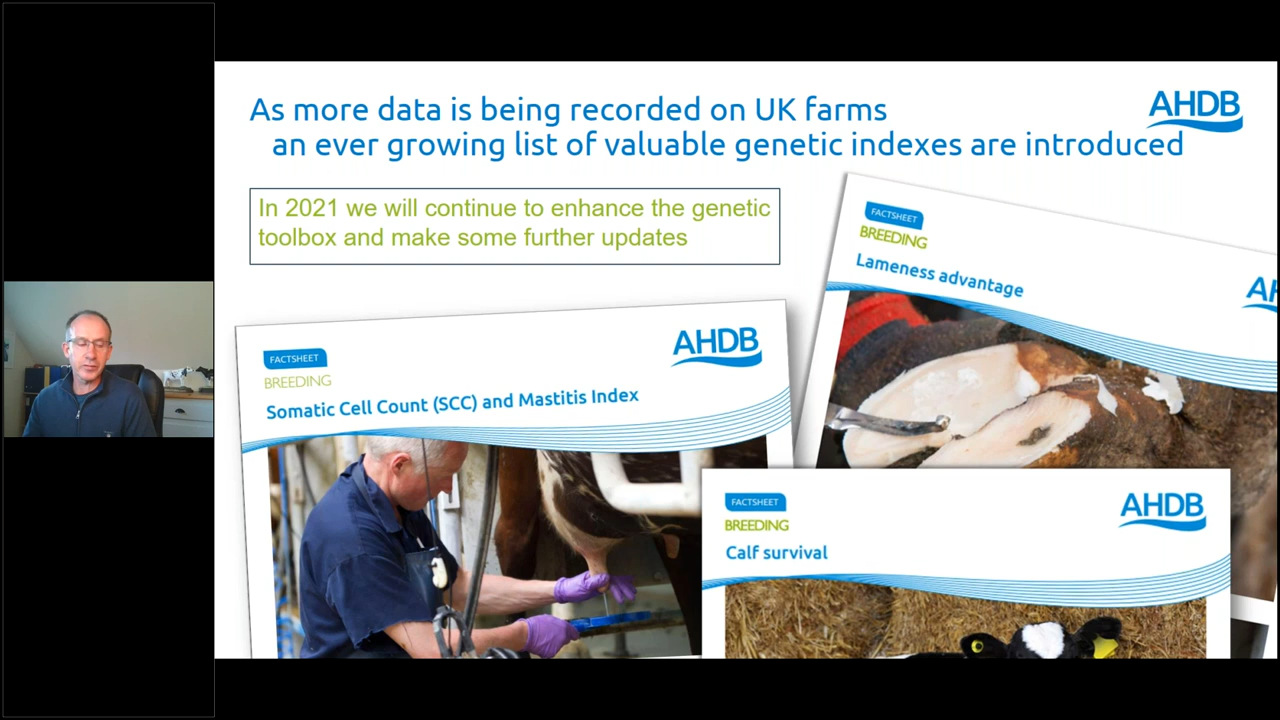 As more data is being recorded on UK farms
an ever growing list of valuable genetic indexes are introduced
AHDB
In 2021 we will continue to enhance the genetic
toolbox and make some further updates
FACTSHEET
BREEDING
Lameness advantage
FACTSHEET
BREEDING
Somatic Cell Count (SCC) and Mastitis Index
AHDB
FACTSHEET
BREEDING
Calf survival
AHDB